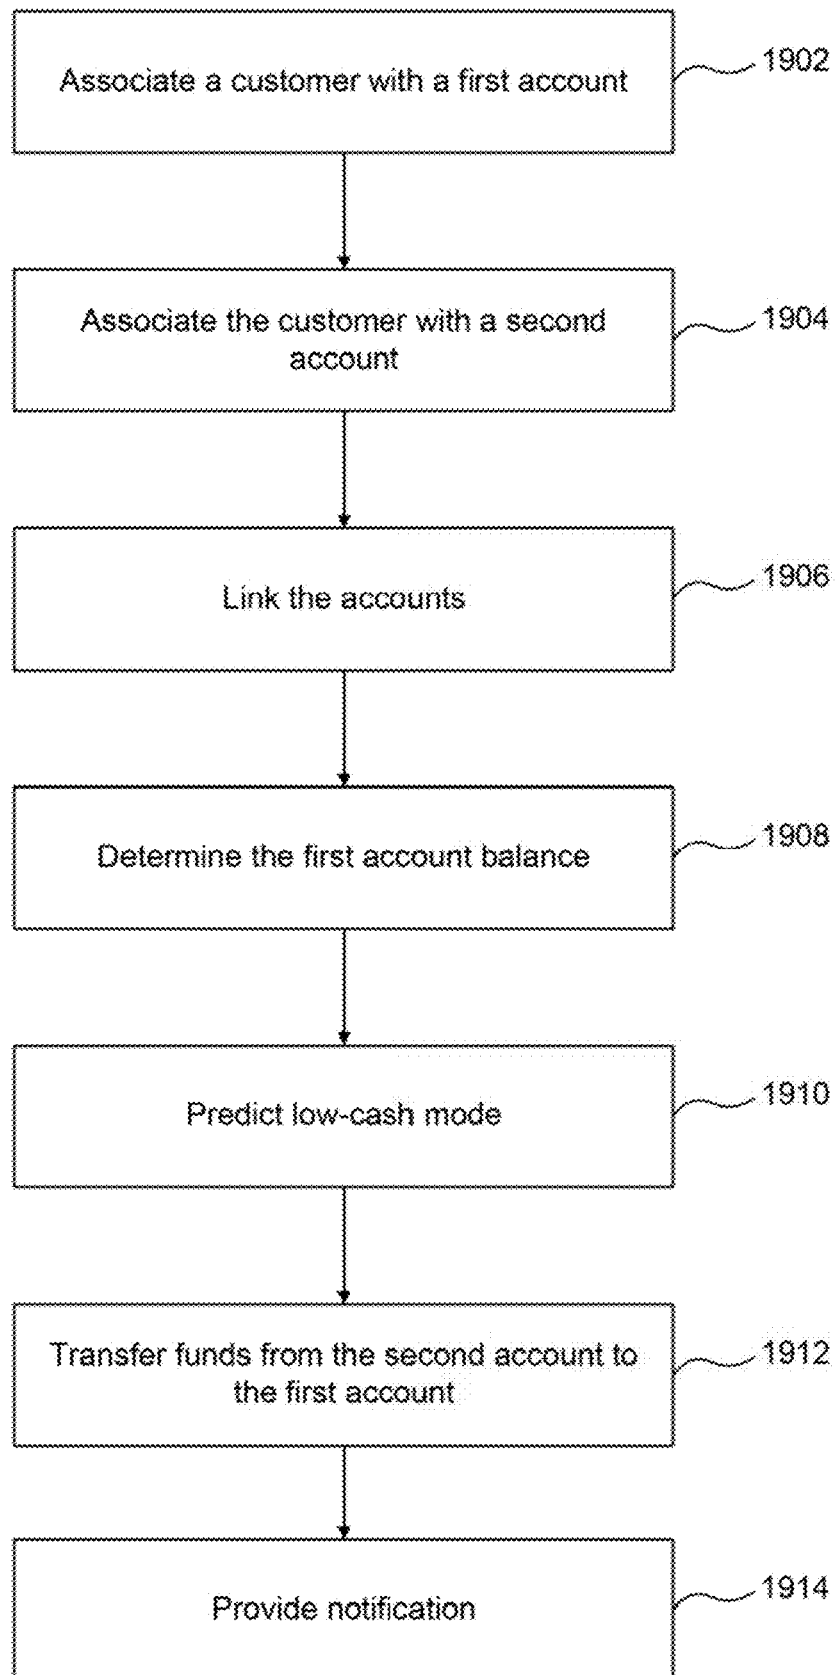 Associate a customer with a first account
1902
Associate the customer with a second
account
1904
Link the accounts
1906
Determine the first account balance
1908
Predict low-cash mode
1910
Transfer funds from the second account to
the first account
1912
Provide notification
1914